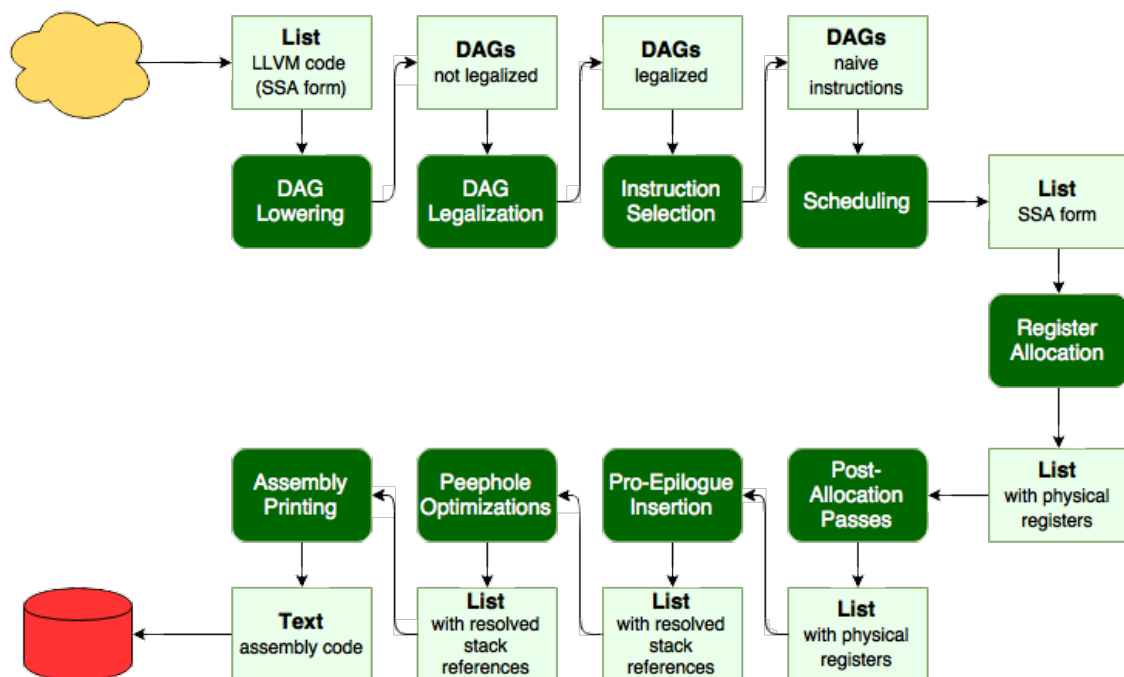 List
LLVM code
(SSA form)
DAGs
not legalized
DAGs
legalized
DAGs
naive
instructions
DAG
Lowering
DAG
Legalization
Instruction
Selection
Scheduling
List
SSA form
Register
Allocation
Assembly
Printing
Peephole
Optimizations
Pro-Epilogue
Insertion
Post-
Allocation
Passes
List
with physical
registers
Text
assembly code
List
with resolved
stack
references
List
with resolved
stack
references
List
with physical
registers